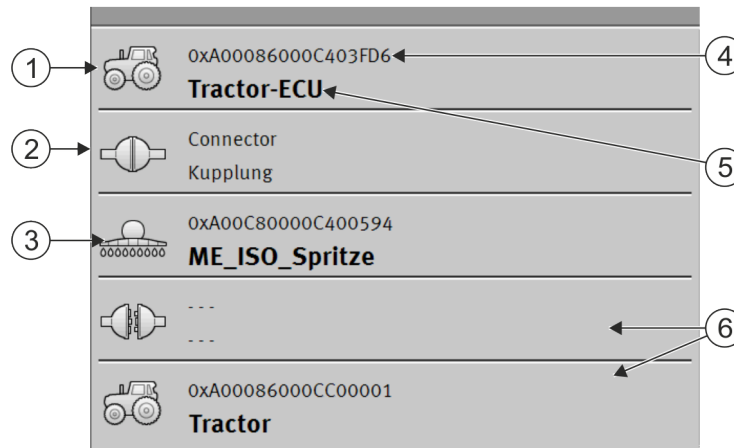 1
0xA00086000C403FD6
4
Tractor-ECU
2
Connector
Kupplung
5
3
0xA00C80000C400594
ME_ISO_Spritze
- - -
6
- - -
0xA00086000CC00001
Tractor